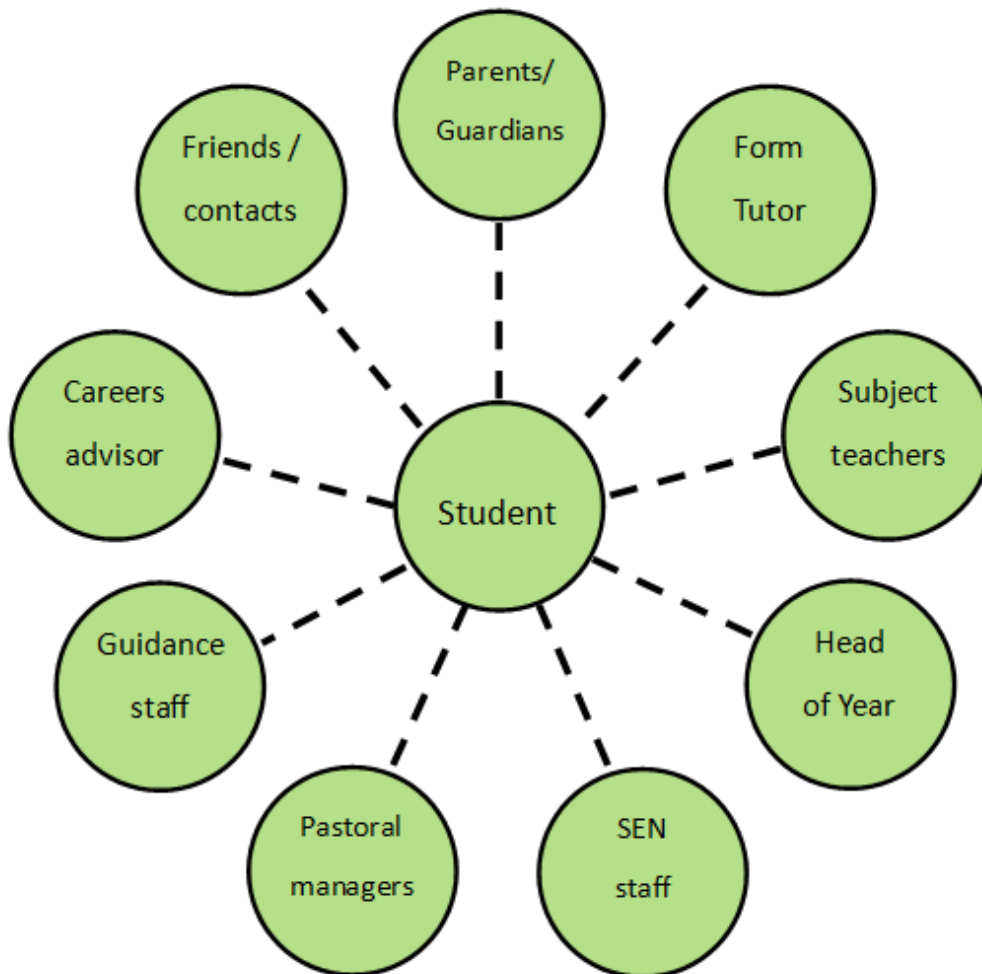 Parents/
Guardians
Form
Tutor
Subject
teachers
Head
of Year
SEN
staff
Pastoral
managers
Guidance
staff
Careers
advisor
Friends /
contacts
Student